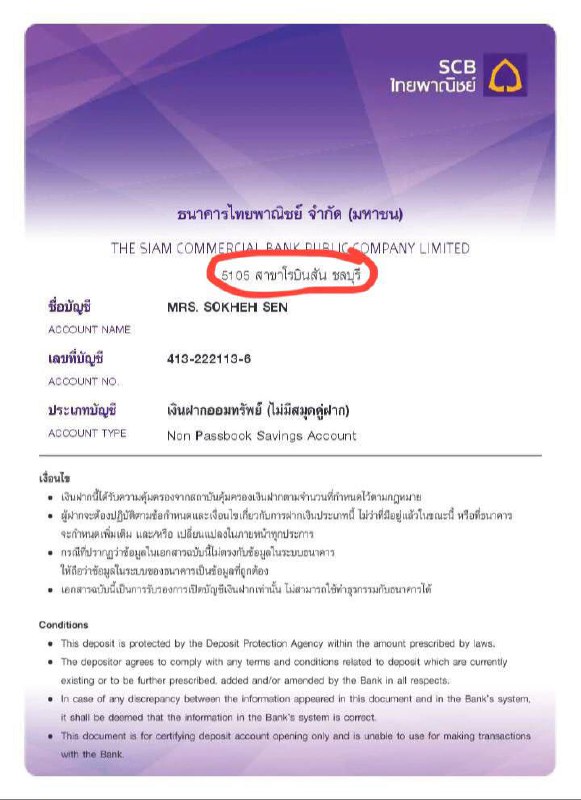 SCB
ไทยพาณิชย์
ธนาคารไทยพาณิชย์ จำกัด (มหาชน)
THE SIAM COMMERCIAL BANK PUBLIC COMPANY LIMITED
5105 สาขาโรบินสัน ชลบุรี
ชื่อบัญชี MRS. SOKHEH SEN
ACCOUNT NAME
เลขที่บัญชี 413-222113-6
ACCOUNT NO.
ประเภทบัญชี เงินฝากออมทรัพย์ (ไม่มีสมุดคู่ฝาก)
ACCOUNT TYPE Non Passbook Savings Account
เงื่อนไข
• เงินฝากนี้ได้รับความคุ้มครองจากสถาบันคุ้มครองเงินฝากตามจำนวนที่กำหนดไว้ตามกฎหมาย
• ผู้ฝากจะต้องปฏิบัติตามข้อกำหนดและเงื่อนไขเกี่ยวกับการฝากเงินประเภทนี้ ไม่ว่าที่มีอยู่แล้วในขณะนี้ หรือที่ธนาคาร
จะกำหนดเพิ่มเติม และ/หรือ เปลี่ยนแปลงในภายหน้าทุกประการ
• กรณีที่ปรากฏว่าข้อมูลในเอกสารฉบับนี้ไม่ตรงกับข้อมูลในระบบธนาคาร
ให้ถือว่าข้อมูลในระบบของธนาคารเป็นข้อมูลที่ถูกต้อง
• เอกสารฉบับนี้เป็นการรับรองการเปิดบัญชีเงินฝากเท่านั้น ไม่สามารถใช้ทำธุรกรรมกับธนาคารได้
Conditions
• This deposit is protected by the Deposit Protection Agency within the amount prescribed by laws.
• The depositor agrees to comply with any terms and conditions related to deposit which are currently
existing or to be further prescribed, added and/or amended by the Bank in all respects.
• In case of any discrepancy between the information appeared in this document and in the Bank's system,
it shall be deemed that the information in the Bank's system is correct.
• This document is for certifying deposit account opening only and is unable to use for making transactions
with the Bank.